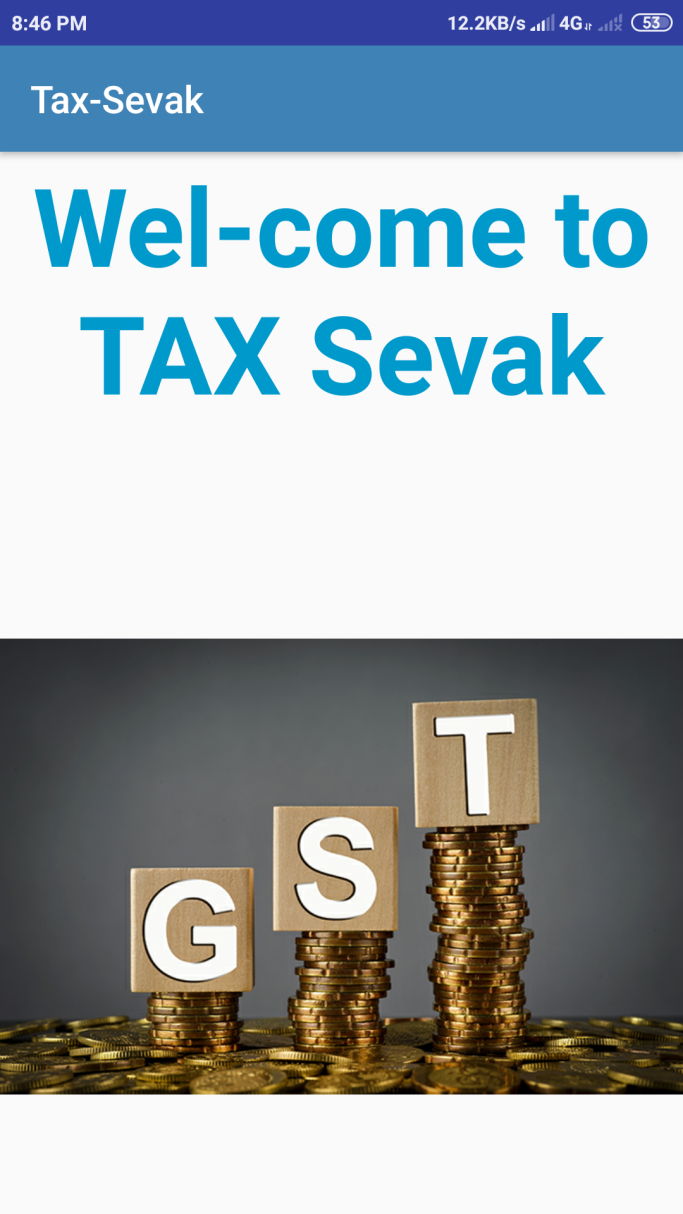 8:46 PM 12.2KB/s 4G 53
Tax-Sevak
Wel-come to
TAX Sevak
G S T